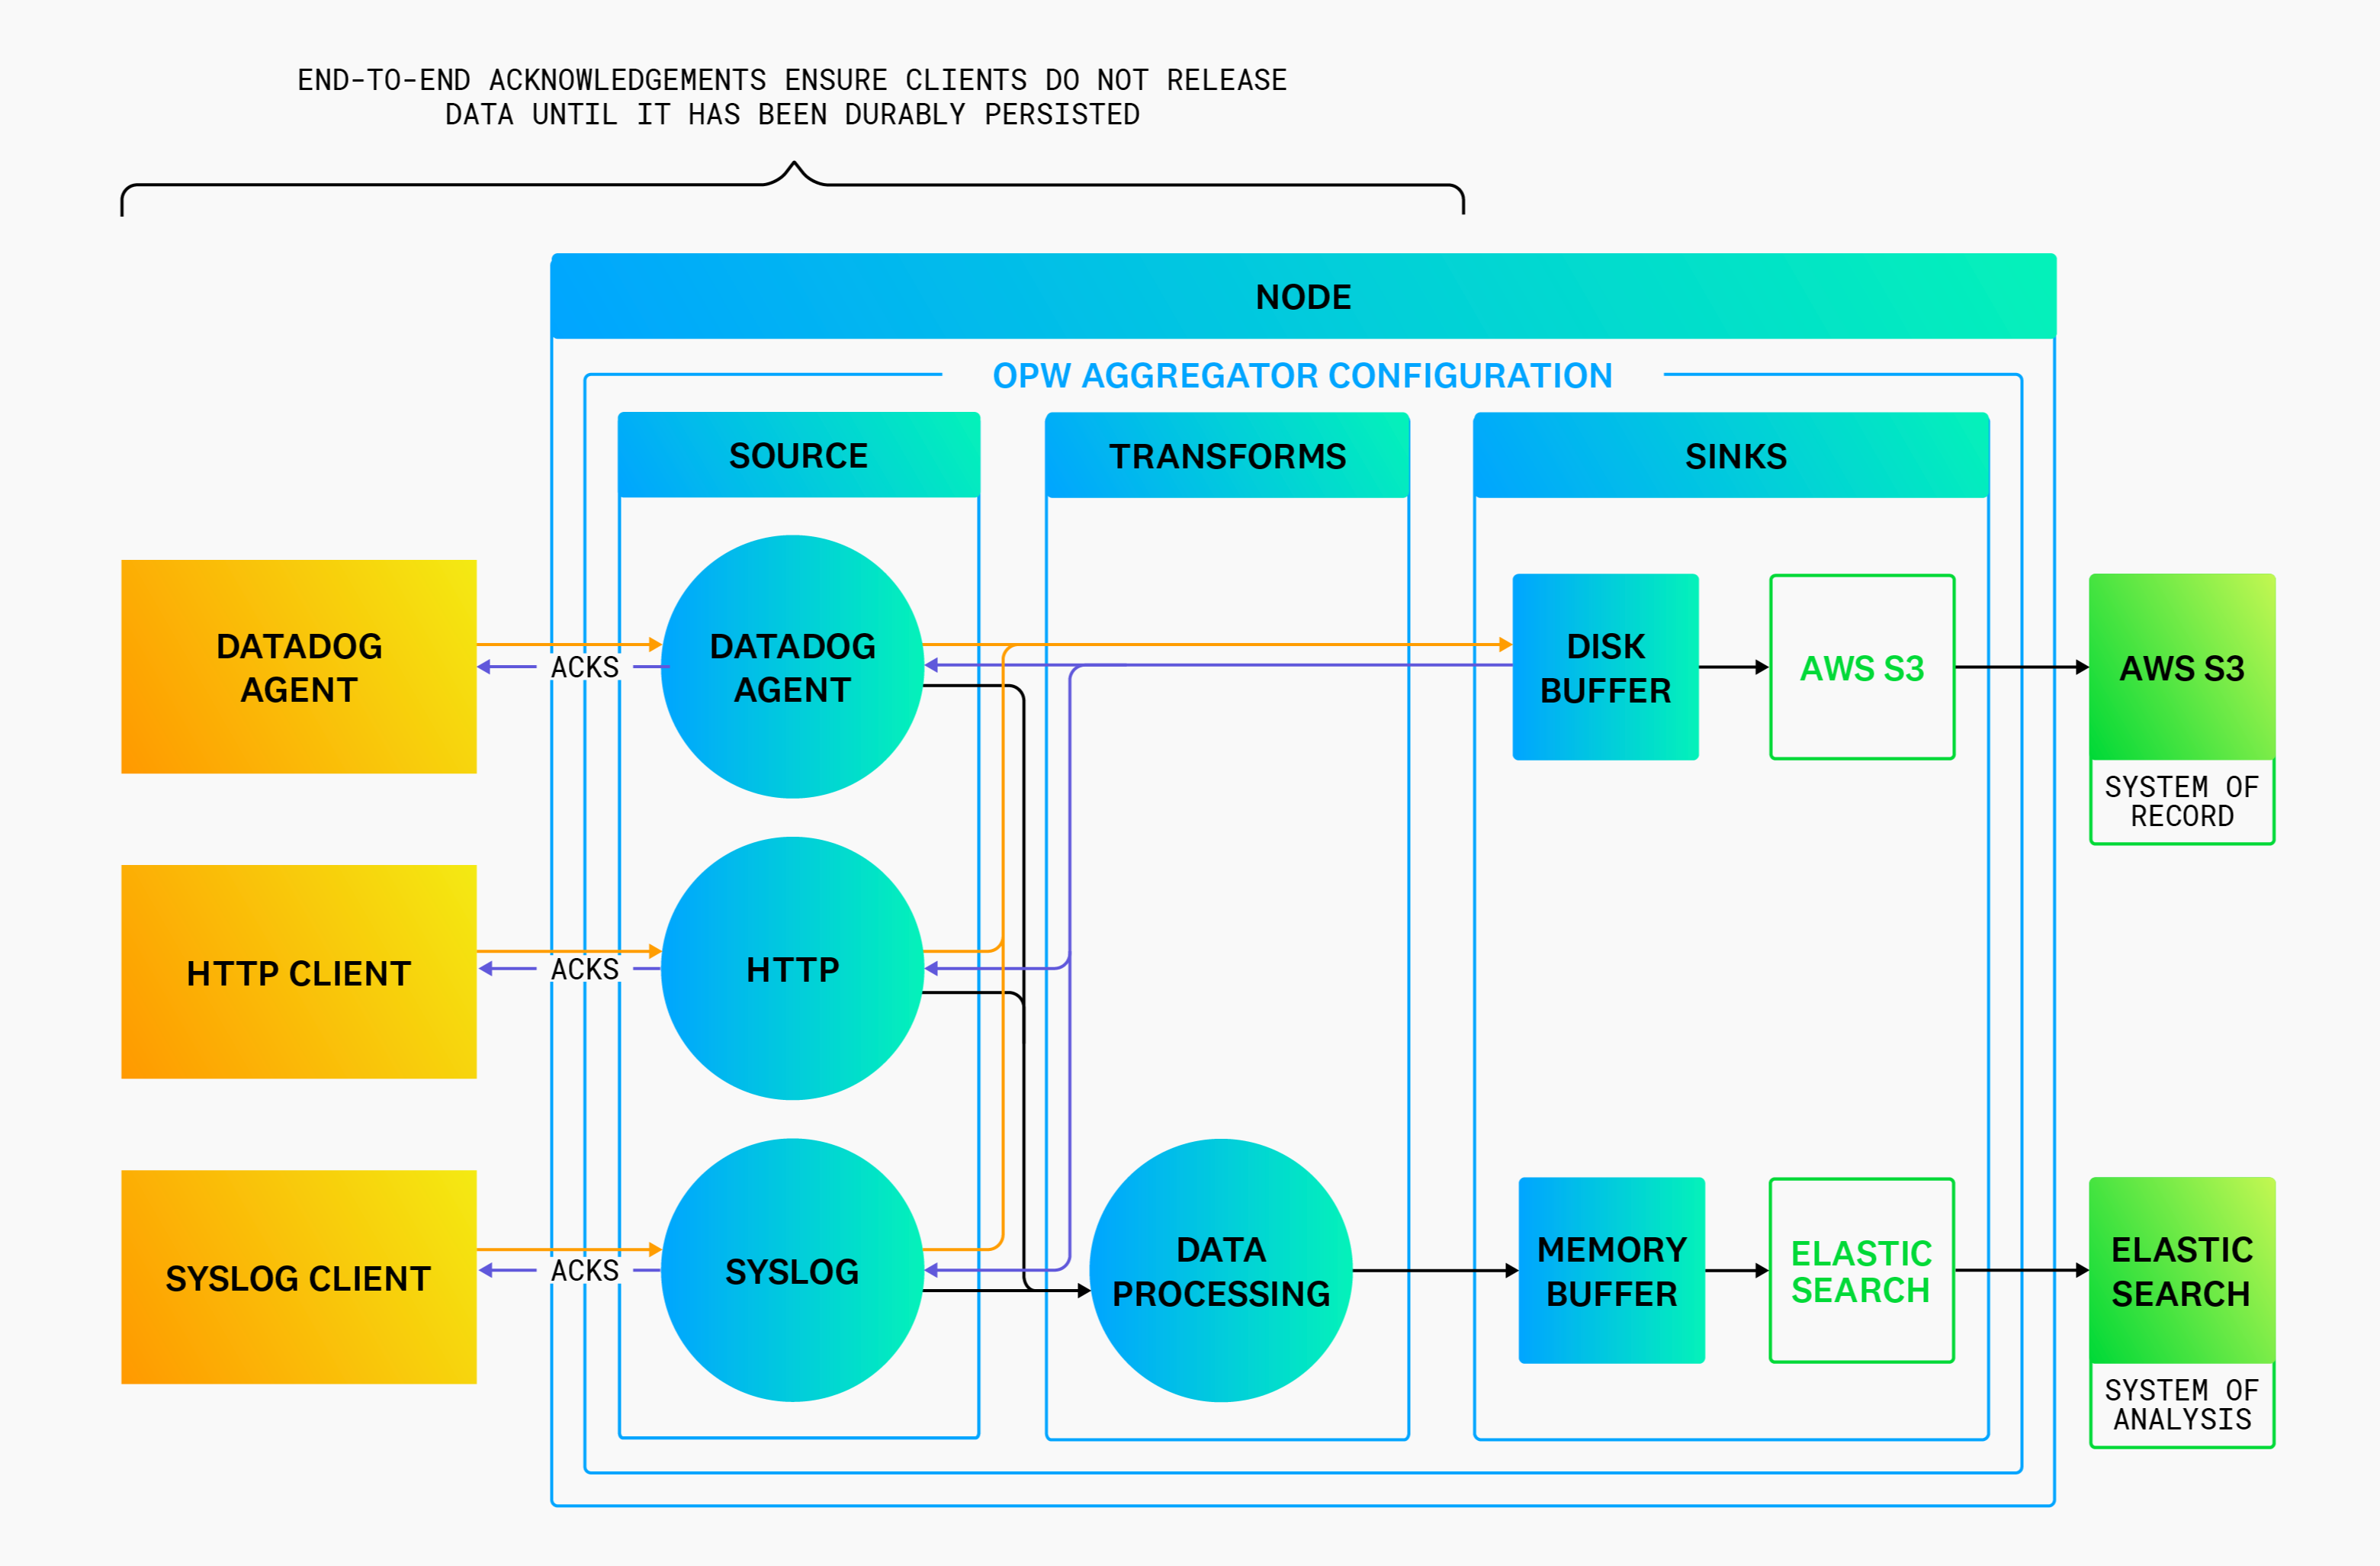 END-TO-END ACKNOWLEDGEMENTS ENSURE CLIENTS DO NOT RELEASE
DATA UNTIL IT HAS BEEN DURABLY PERSISTED
NODE
OPW AGGREGATOR CONFIGURATION
SOURCE
TRANSFORMS
SINKS
DATADOG
AGENT
ACKS
DATADOG
AGENT
DISK
BUFFER
AWS S3
AWS S3
SYSTEM OF
RECORD
HTTP CLIENT
ACKS
HTTP
SYSLOG CLIENT
ACKS
SYSLOG
DATA
PROCESSING
MEMORY
BUFFER
ELASTIC
SEARCH
ELASTIC
SEARCH
SYSTEM OF
ANALYSIS